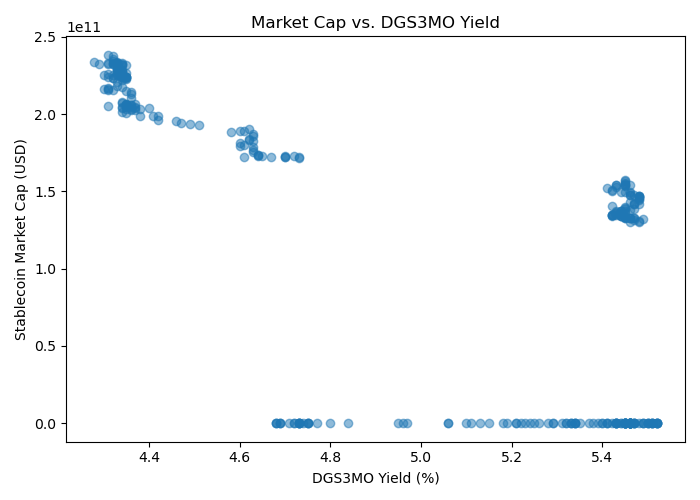 Market Cap vs. DGS3MO Yield
1e11
2.5
2.0
1.5
1.0
0.5
0.0
Stablecoin Market Cap (USD)
4.4 4.6 4.8 5.0 5.2 5.4
DGS3MO Yield (%)